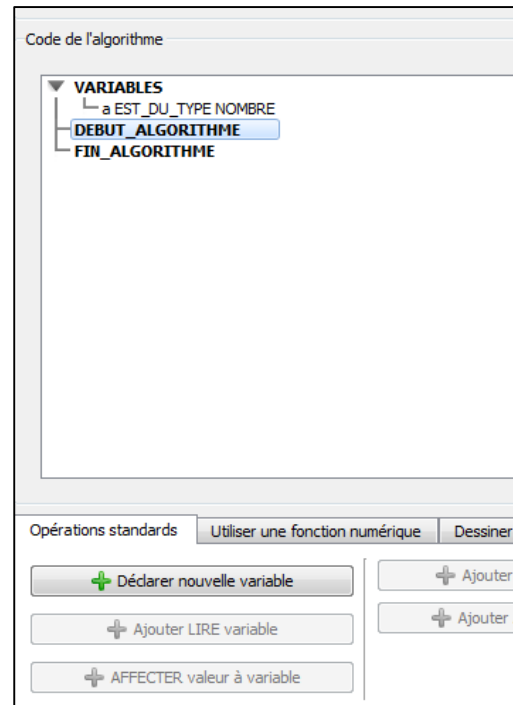 Code de l'algorithme
VARIABLES
a EST_DU_TYPE NOMBRE
DEBUT_ALGORITHME
FIN_ALGORITHME
Opérations standards
Utiliser une fonction numérique
Dessiner
Déclarer nouvelle variable
Ajouter
Ajouter LIRE variable
Ajouter
AFFECTER valeur à variable